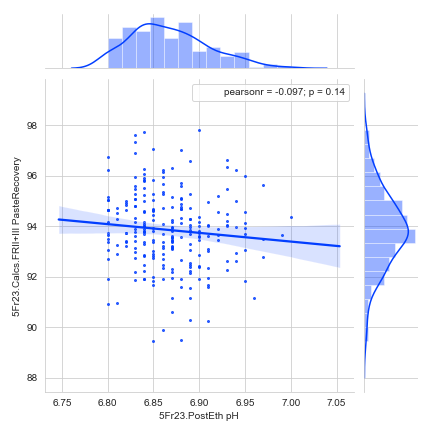 pearsonr = -0.097; p = 0.14
98
96
94
92
90
88
5Fr23.Calcs.FRII+III PasteRecovery
6.75 6.80 6.85 6.90 6.95 7.00 7.05
5Fr23.PostEth pH